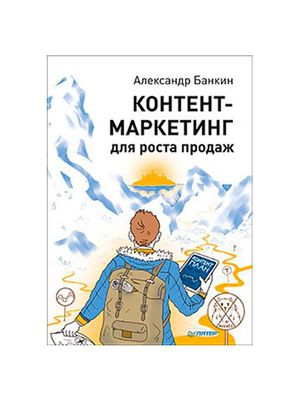 Александр Банкин
КОНТЕНТ-
МАРКЕТИНГ
для роста продаж
КОНТЕНТ
ПЛАН
ПИТЕР